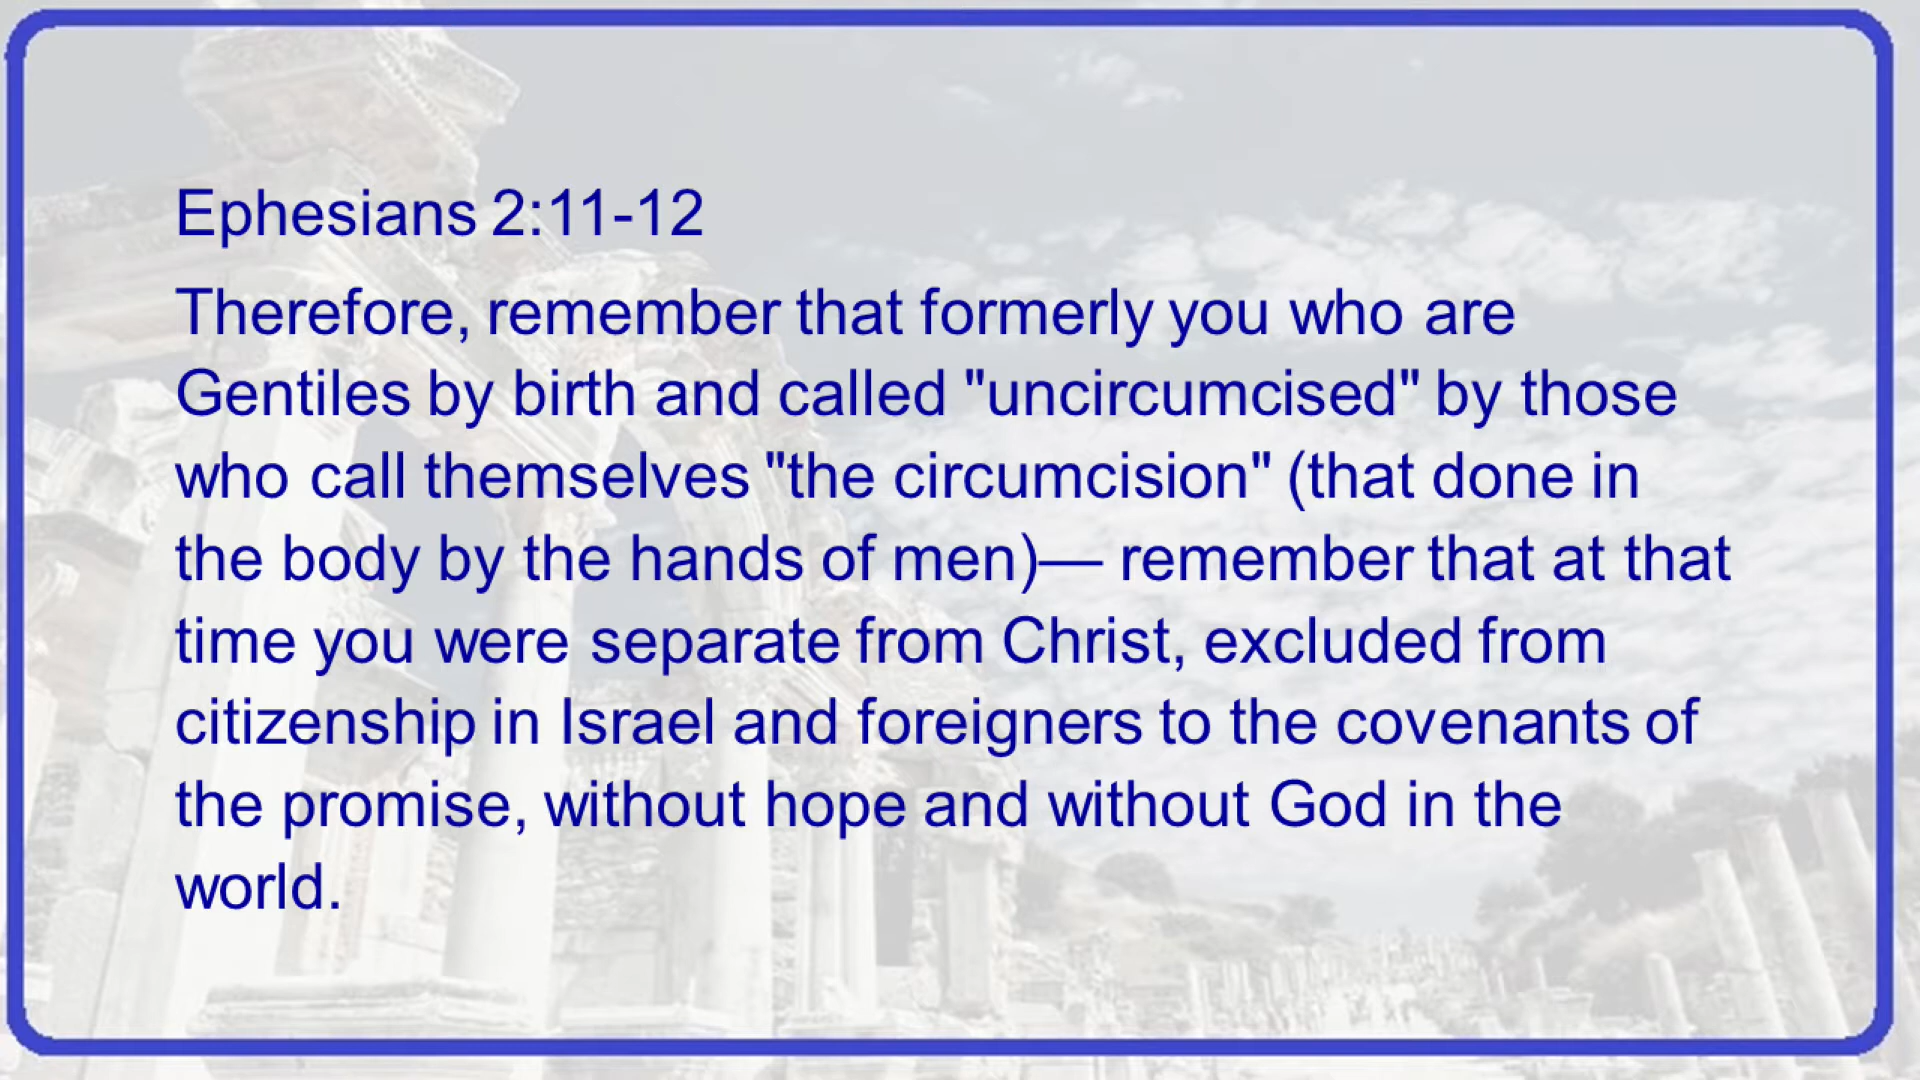 Ephesians 2:11-12
Therefore, remember that formerly you who are
Gentiles by birth and called "uncircumcised" by those
who call themselves "the circumcision" (that done in
the body by the hands of men)— remember that at that
time you were separate from Christ, excluded from
citizenship in Israel and foreigners to the covenants of
the promise, without hope and without God in the
world.